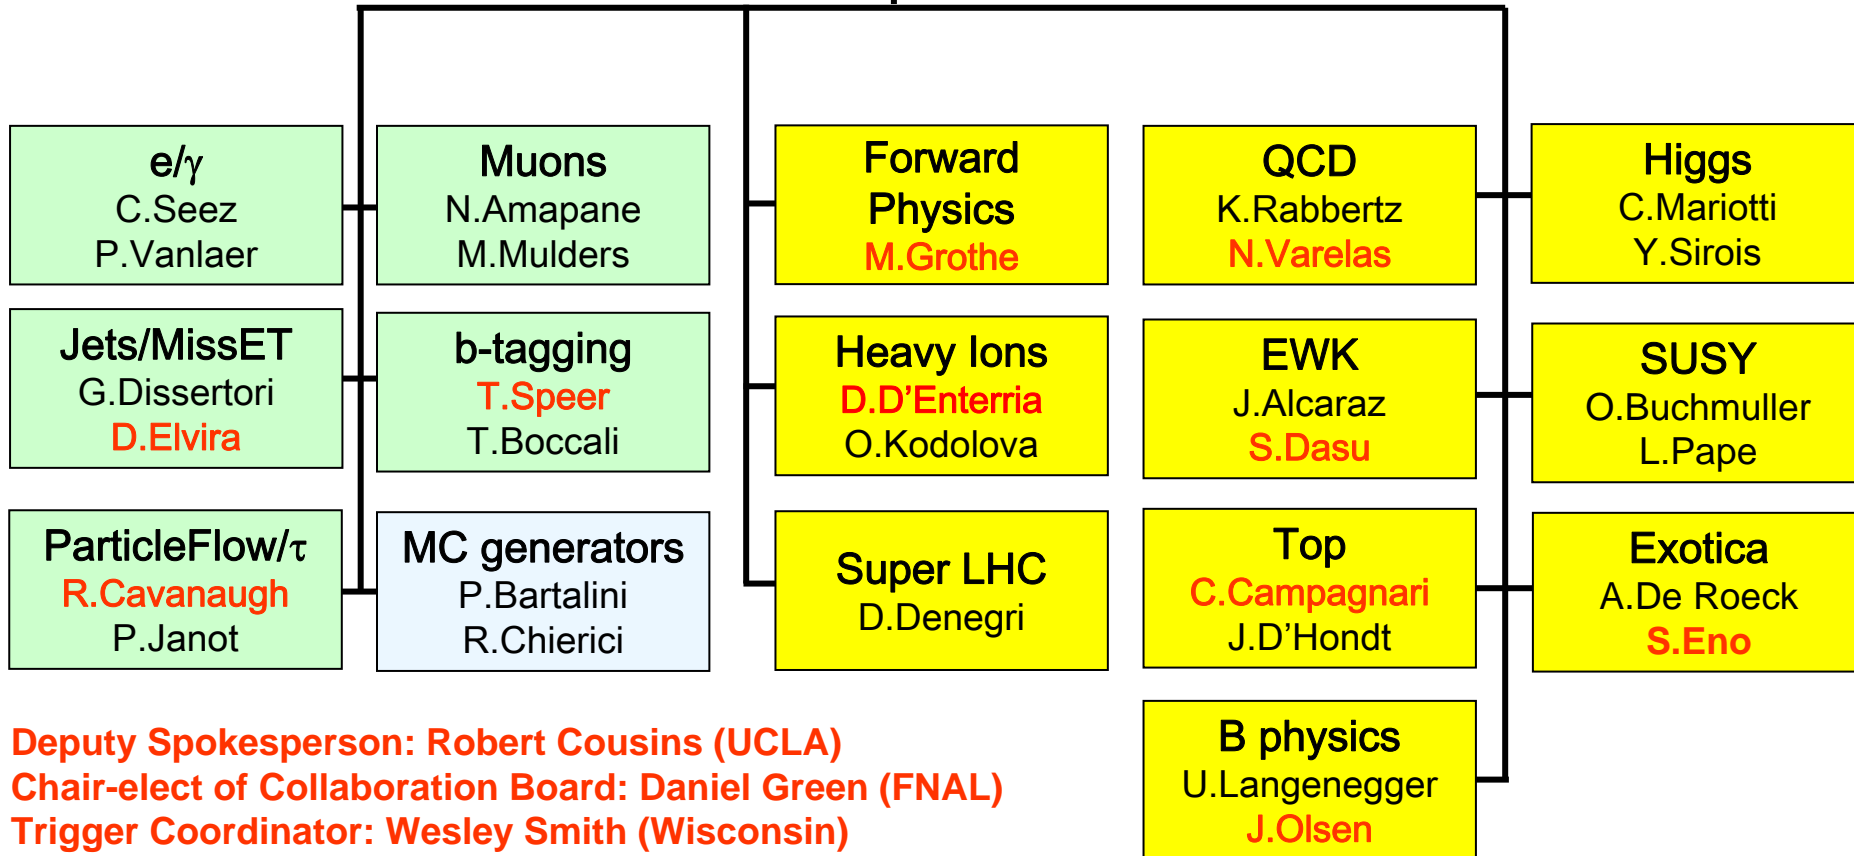 e/γ
C.Seez
P.Vanlaer
Muons
N.Amapane
M.Mulders
Forward
Physics
M.Grothe
QCD
K.Rabbertz
N.Varelas
Higgs
C.Mariotti
Y.Sirois
Jets/MissET
G.Dissertori
D.Elvira
b-tagging
T.Speer
T.Boccali
Heavy Ions
D.D'Enterria
O.Kodolova
EWK
J.Alcaraz
S.Dasu
SUSY
O.Buchmuller
L.Pape
ParticleFlow/τ
R.Cavanaugh
P.Janot
MC generators
P.Bartalini
R.Chierici
Super LHC
D.Denegri
Top
C.Campagnari
J.D'Hondt
Exotica
A.De Roeck
S.Eno
B physics
U.Langenegger
J.Olsen
Deputy Spokesperson: Robert Cousins (UCLA)
Chair-elect of Collaboration Board: Daniel Green (FNAL)
Trigger Coordinator: Wesley Smith (Wisconsin)